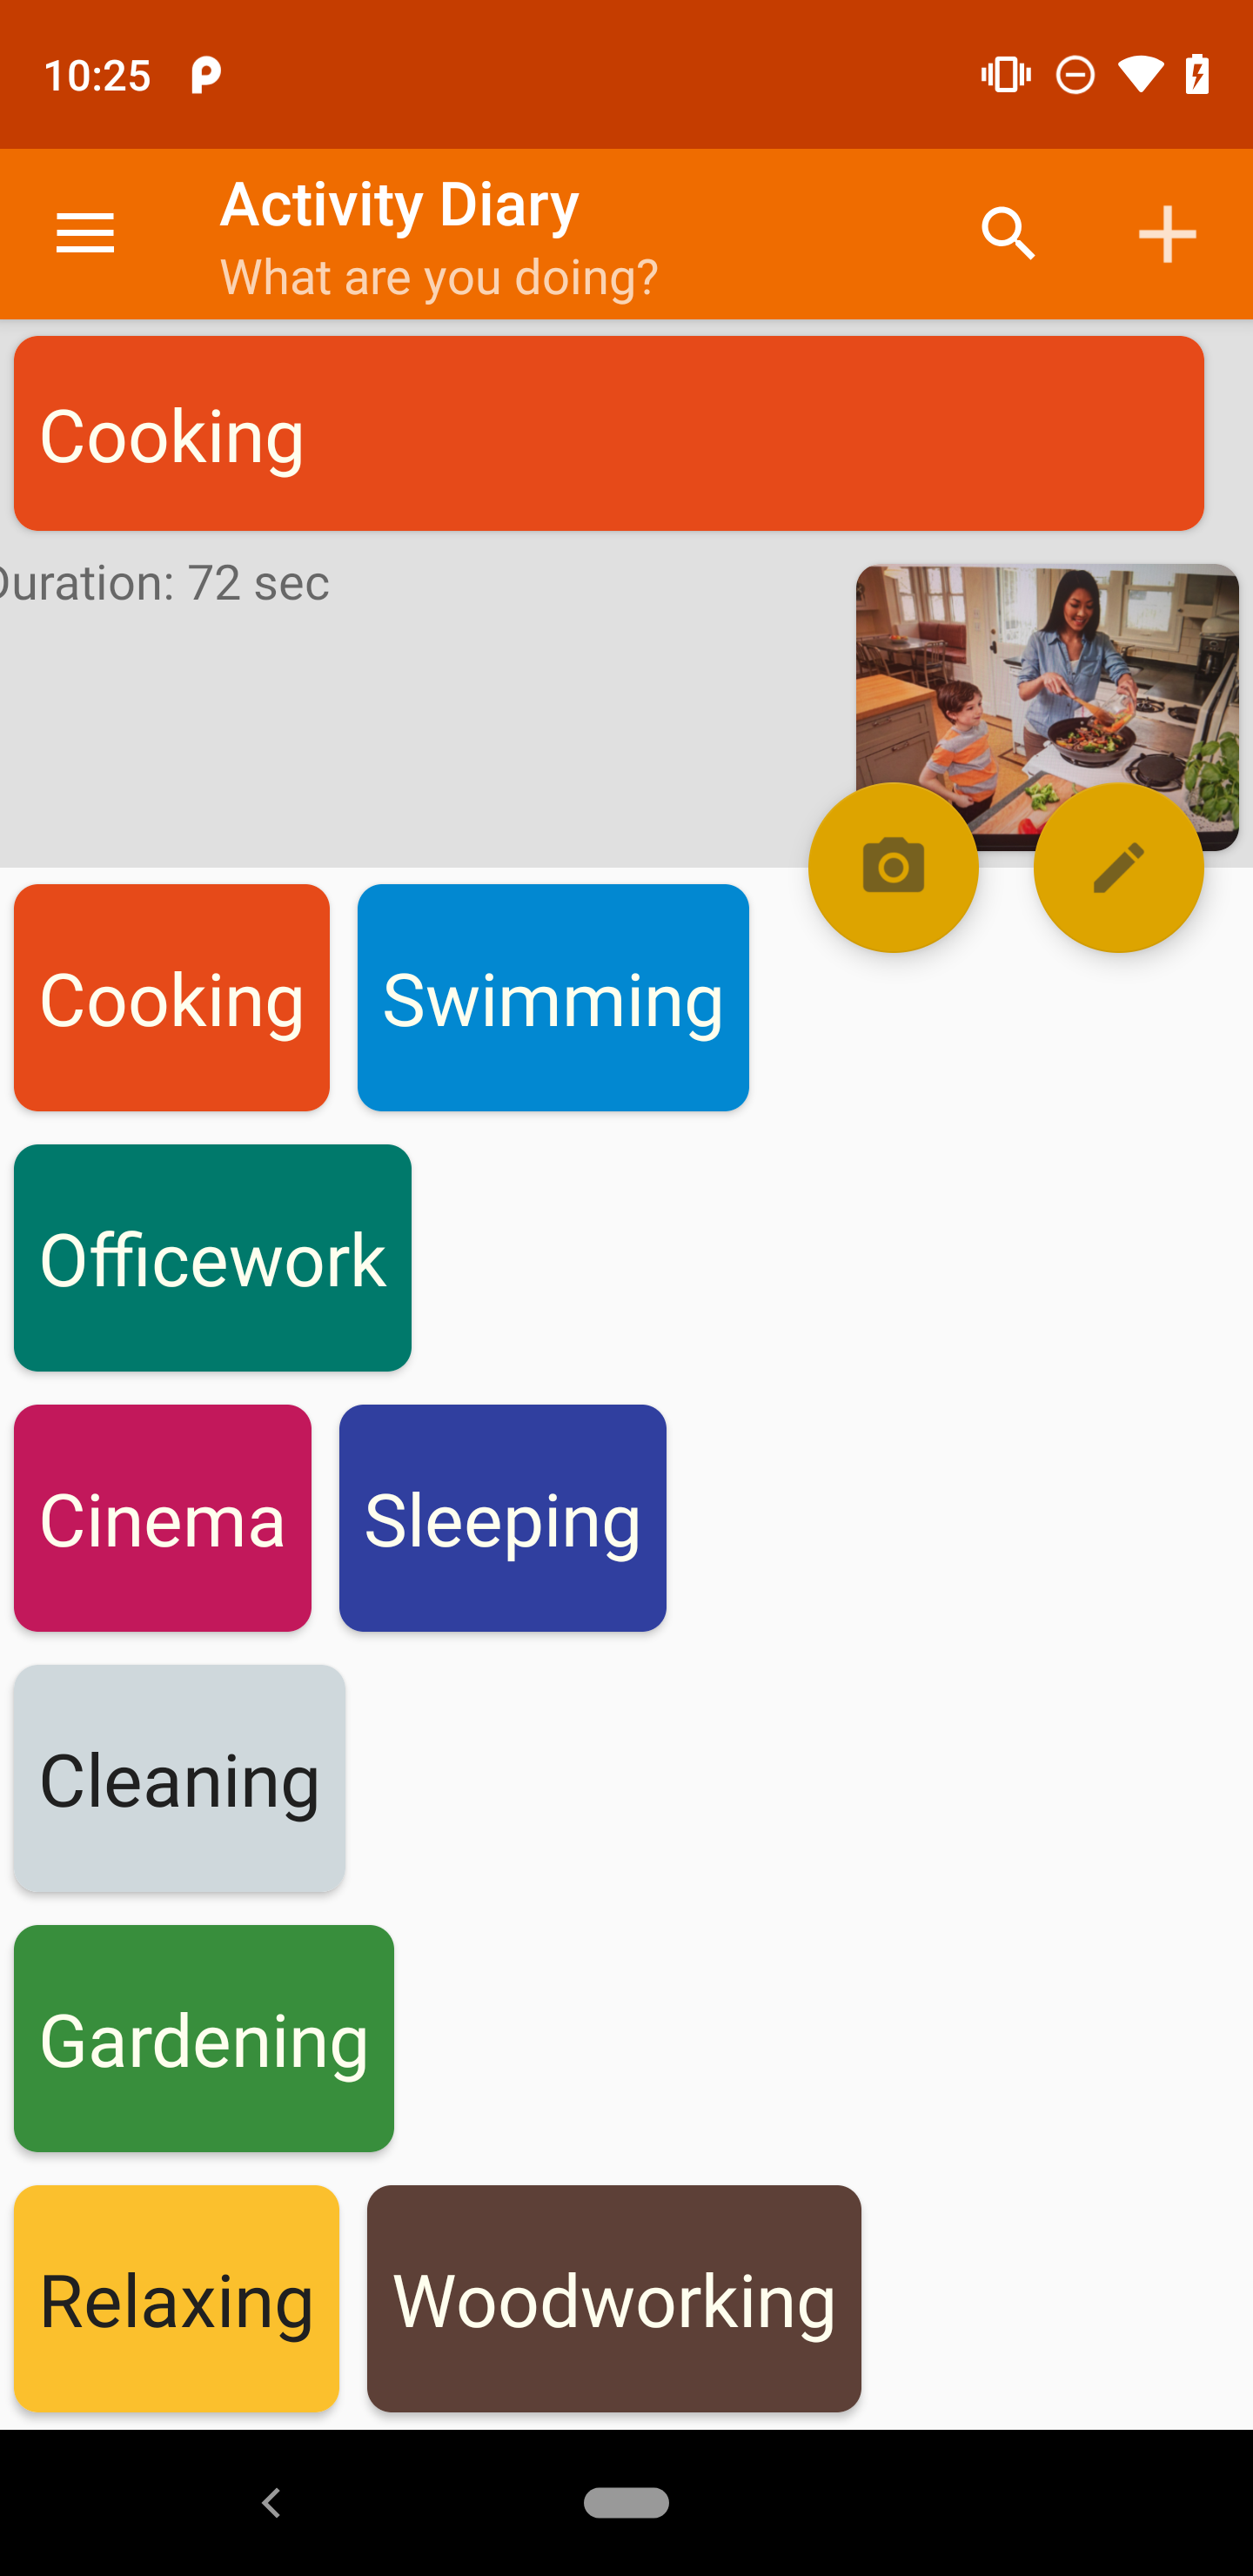 10:25
Activity Diary
What are you doing?
Cooking
Duration: 72 sec
Cooking Swimming
Officework
Cinema Sleeping
Cleaning
Gardening
Relaxing Woodworking